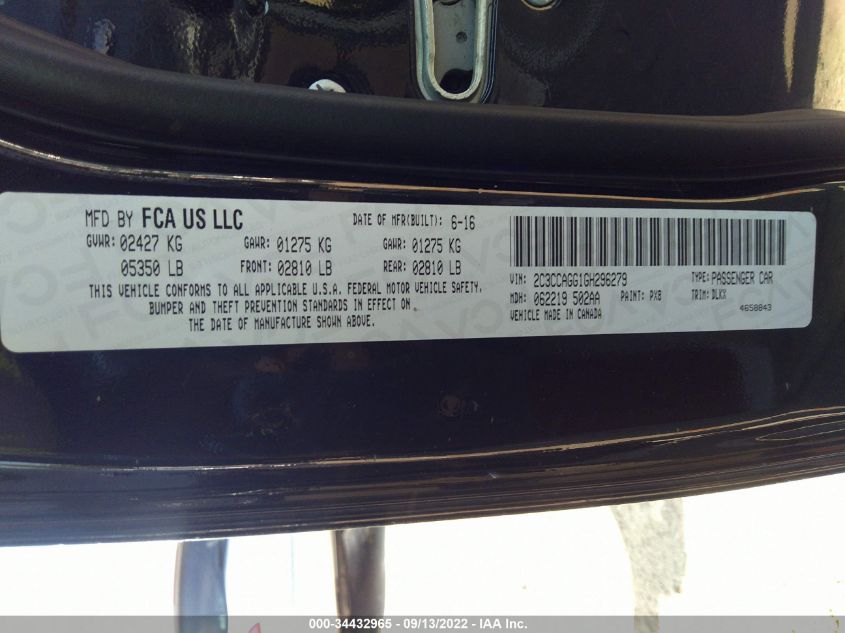 MFD BY FCA US LLC DATE OF MFR(BUILT): 6-16
GVWR: 02427 KG GAWR: 01275 KG GAWR: 01275 KG
05350 LB FRONT: 02810 LB REAR: 02810 LB
THIS VEHICLE CONFORMS TO ALL APPLICABLE U.S.A. FEDERAL MOTOR VEHICLE SAFETY,
BUMPER AND THEFT PREVENTION STANDARDS IN EFFECT ON
THE DATE OF MANUFACTURE SHOWN ABOVE.
VIN: 2C3CCAGG1GH296279 TYPE: PASSENGER CAR
MDH: 062219 502AA PAINT: PX8 TRIM: DLKX
VEHICLE MADE IN CANADA 4658843
000-34432965 - 09/13/2022 - IAA Inc.